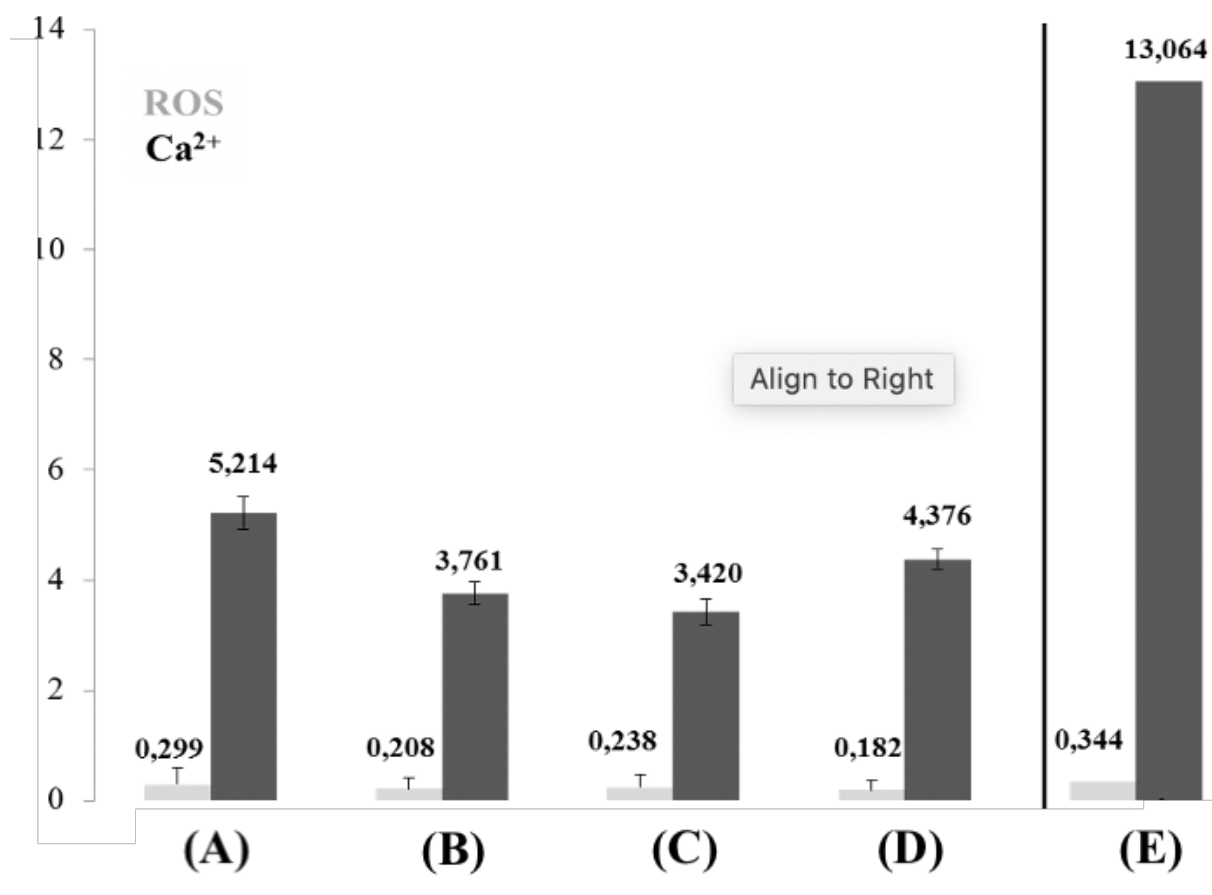 14
13,064
ROS
12
Ca²⁺
10
8
Align to Right
6
5,214
4,376
3,761
3,420
4
2
0,299
0,208
0,238
0,182
0,344
0
(A)
(B)
(C)
(D)
(E)